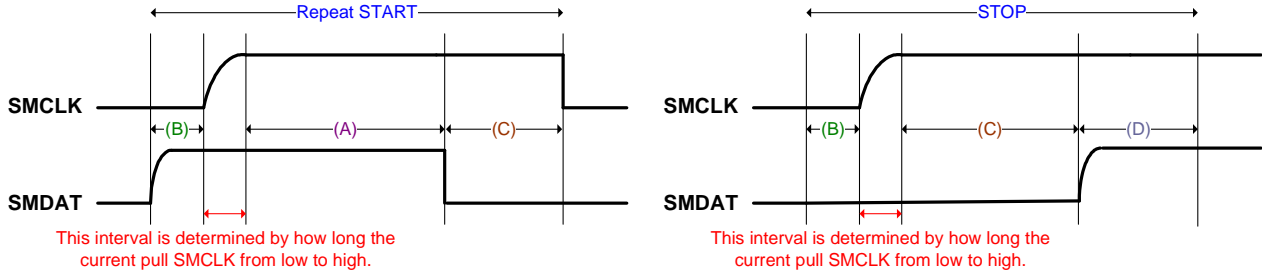 Repeat START
SMCLK
(B) (A) (C)
SMDAT
This interval is determined by how long the
current pull SMCLK from low to high.
STOP
SMCLK
(B) (C) (D)
SMDAT
This interval is determined by how long the
current pull SMCLK from low to high.